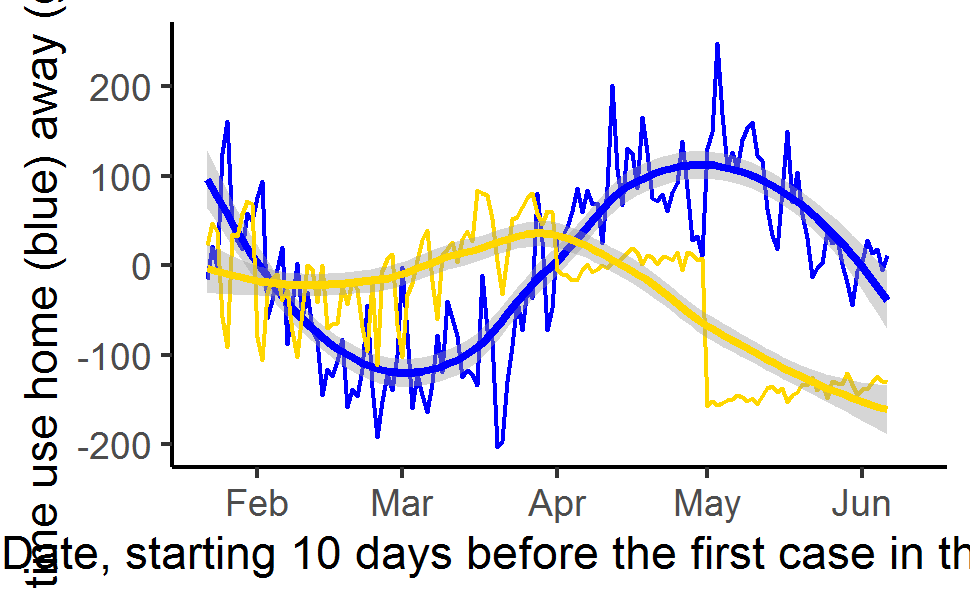 time use home (blue) away (g
200
100
0
-100
-200
Feb Mar Apr May Jun
Date, starting 10 days before the first case in th